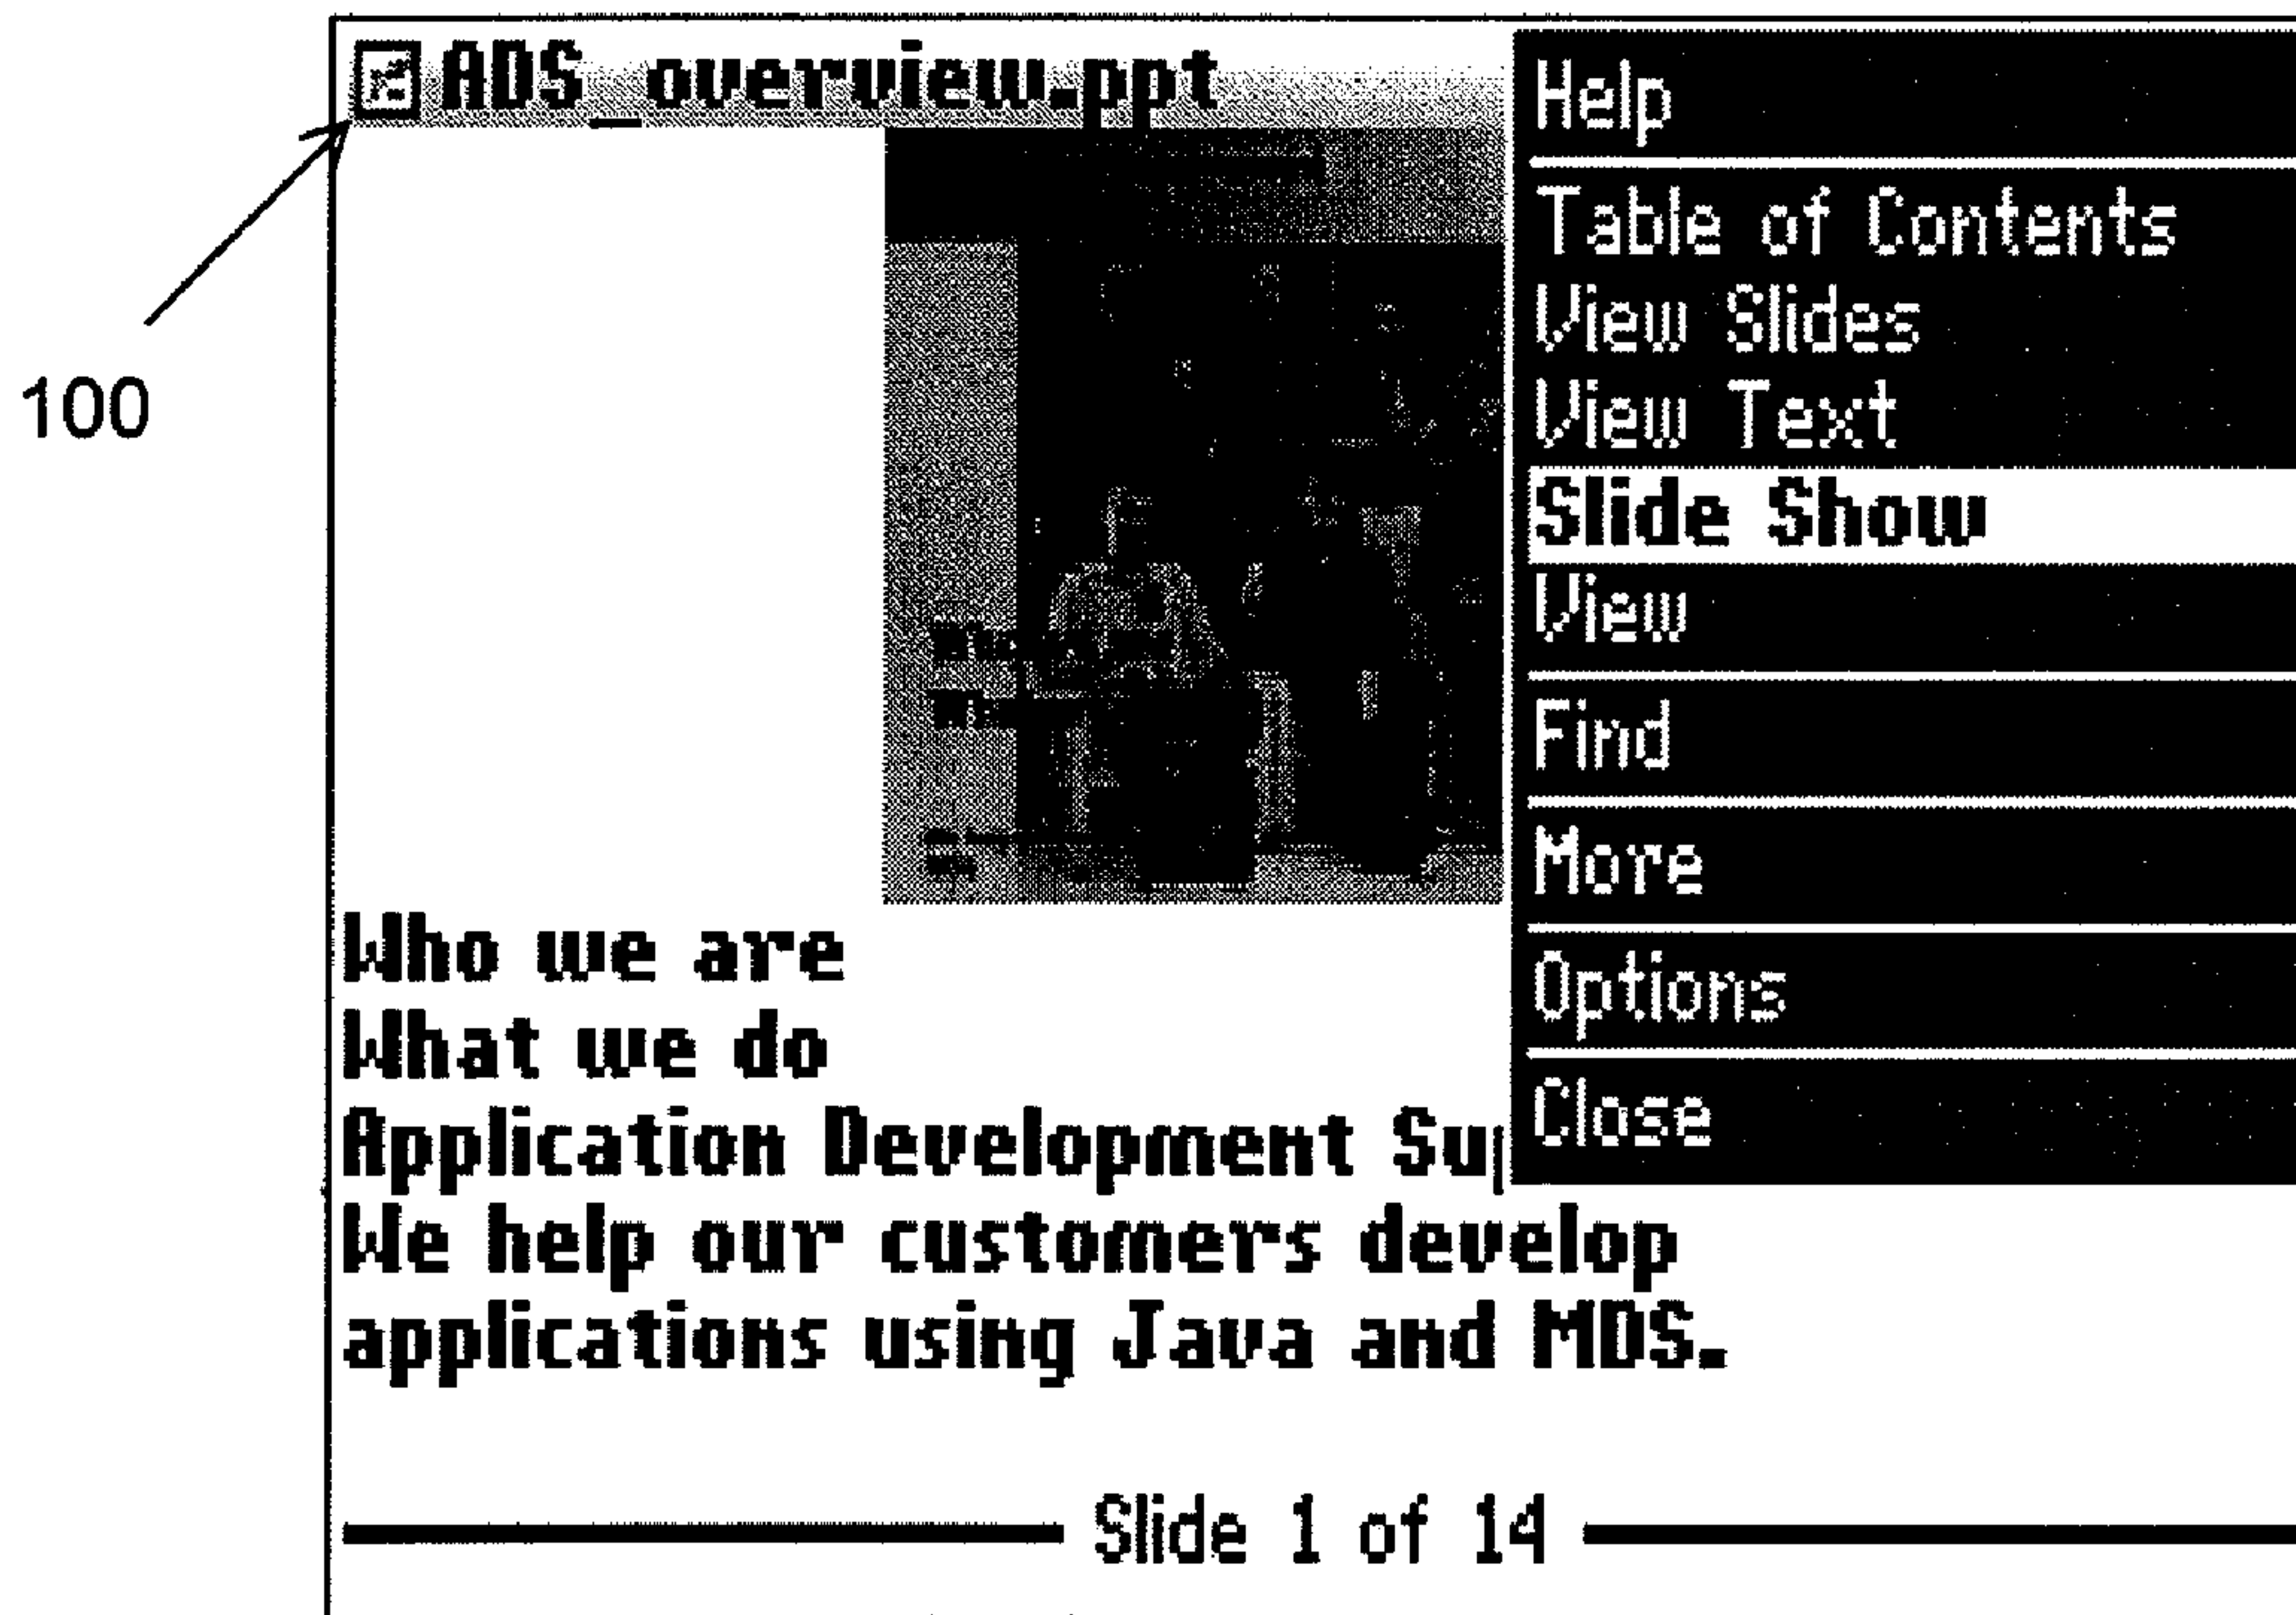 ADS_overview.ppt
100
Help
Table of Contents
View Slides
View Text
Slide Show
View
Find
More
Options
Close
Who we are
What we do
Application Development Sup
We help our customers develop
applications using Java and MDS.
Slide 1 of 14